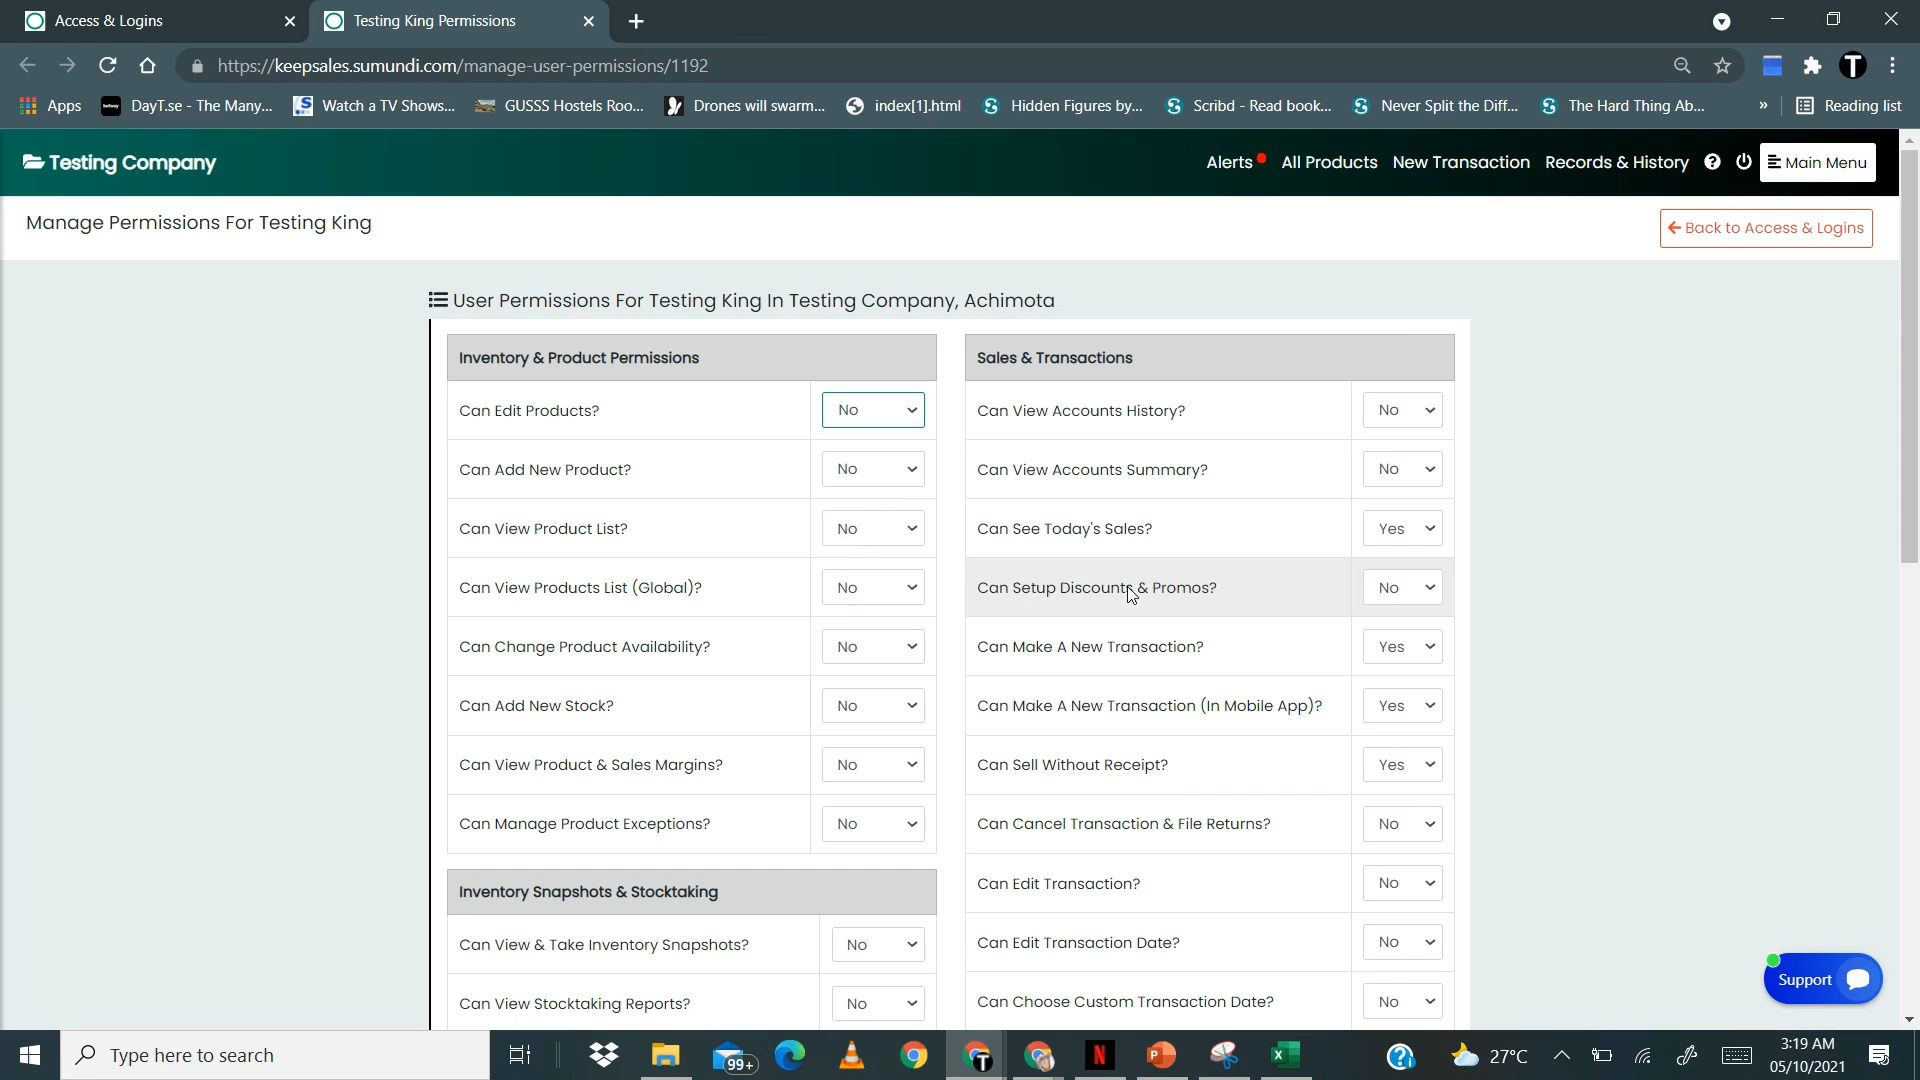 Access & Logins
Testing King Permissions
https://keepsales.sumundi.com/manage-user-permissions/1192
T
Apps
betway
DayT.se - The Many...
Watch a TV Shows...
GUSSS Hostels Roo...
Drones will swarm...
index[1].html
Hidden Figures by...
Scribd - Read book...
Never Split the Diff...
The Hard Thing Ab...
»
Reading list
Testing Company
Alerts
All Products
New Transaction
Records & History
Main Menu
Manage Permissions For Testing King
Back to Access & Logins
User Permissions For Testing King In Testing Company, Achimota
Inventory & Product Permissions
Can Edit Products? No
Can Add New Product? No
Can View Product List? No
Can View Products List (Global)? No
Can Change Product Availability? No
Can Add New Stock? No
Can View Product & Sales Margins? No
Can Manage Product Exceptions? No
Inventory Snapshots & Stocktaking
Can View & Take Inventory Snapshots? No
Can View Stocktaking Reports? No
Sales & Transactions
Can View Accounts History? No
Can View Accounts Summary? No
Can See Today's Sales? Yes
Can Setup Discounts & Promos? No
Can Make A New Transaction? Yes
Can Make A New Transaction (In Mobile App)? Yes
Can Sell Without Receipt? Yes
Can Cancel Transaction & File Returns? No
Can Edit Transaction? No
Can Edit Transaction Date? No
Can Choose Custom Transaction Date? No
Support
Type here to search
99+
27°C
3:19 AM
05/10/2021